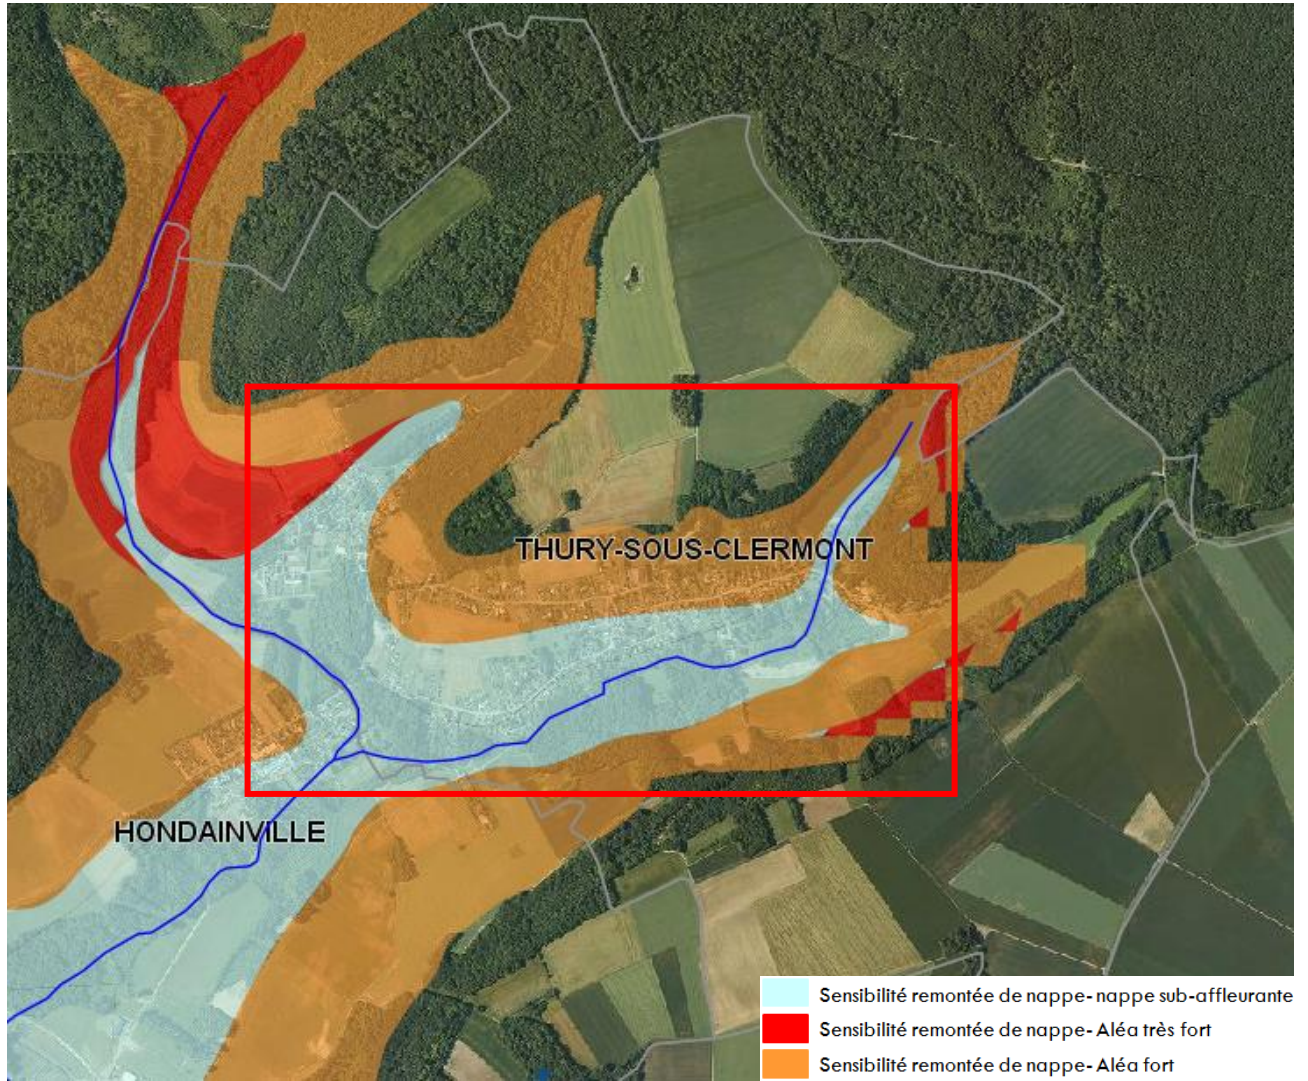 THURY-SOUS-CLERMONT
HONDAINVILLE
Sensibilité remontée de nappe- nappe sub-affleurante
Sensibilité remontée de nappe- Aléa très fort
Sensibilité remontée de nappe- Aléa fort